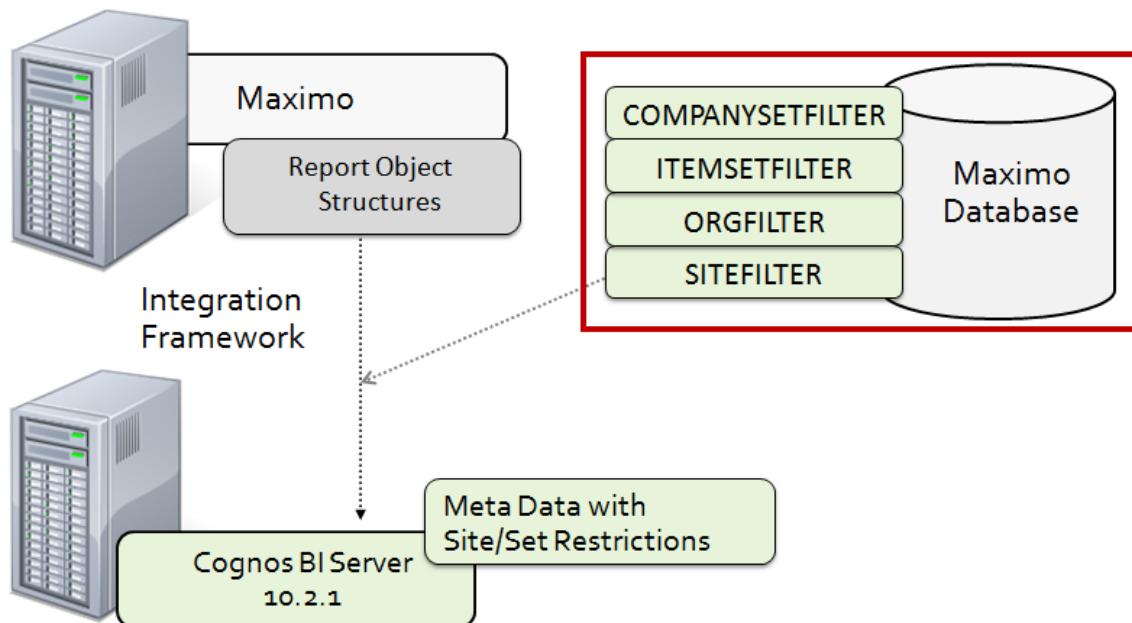 Maximo
Report Object
Structures
COMPANYSETFILTER
ITEMSETFILTER
ORGFILTER
SITEFILTER
Maximo
Database
Integration
Framework
Meta Data with
Site/Set Restrictions
Cognos BI Server
10.2.1